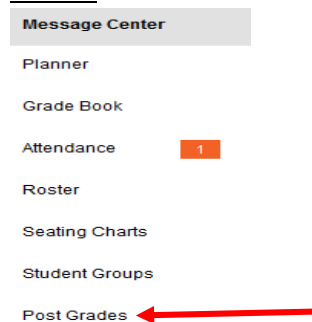 Message Center
Planner
Grade Book
Attendance 1
Roster
Seating Charts
Student Groups
Post Grades